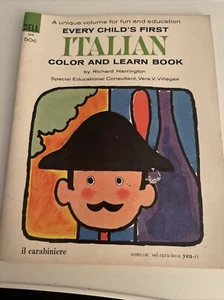 A unique volume for fun and education
DELL
50c
EVERY CHILD'S FIRST
ITALIAN
COLOR AND LEARN BOOK
by Richard Harrington
Special Educational Consultant, Vera V. Villegas
il carabiniere